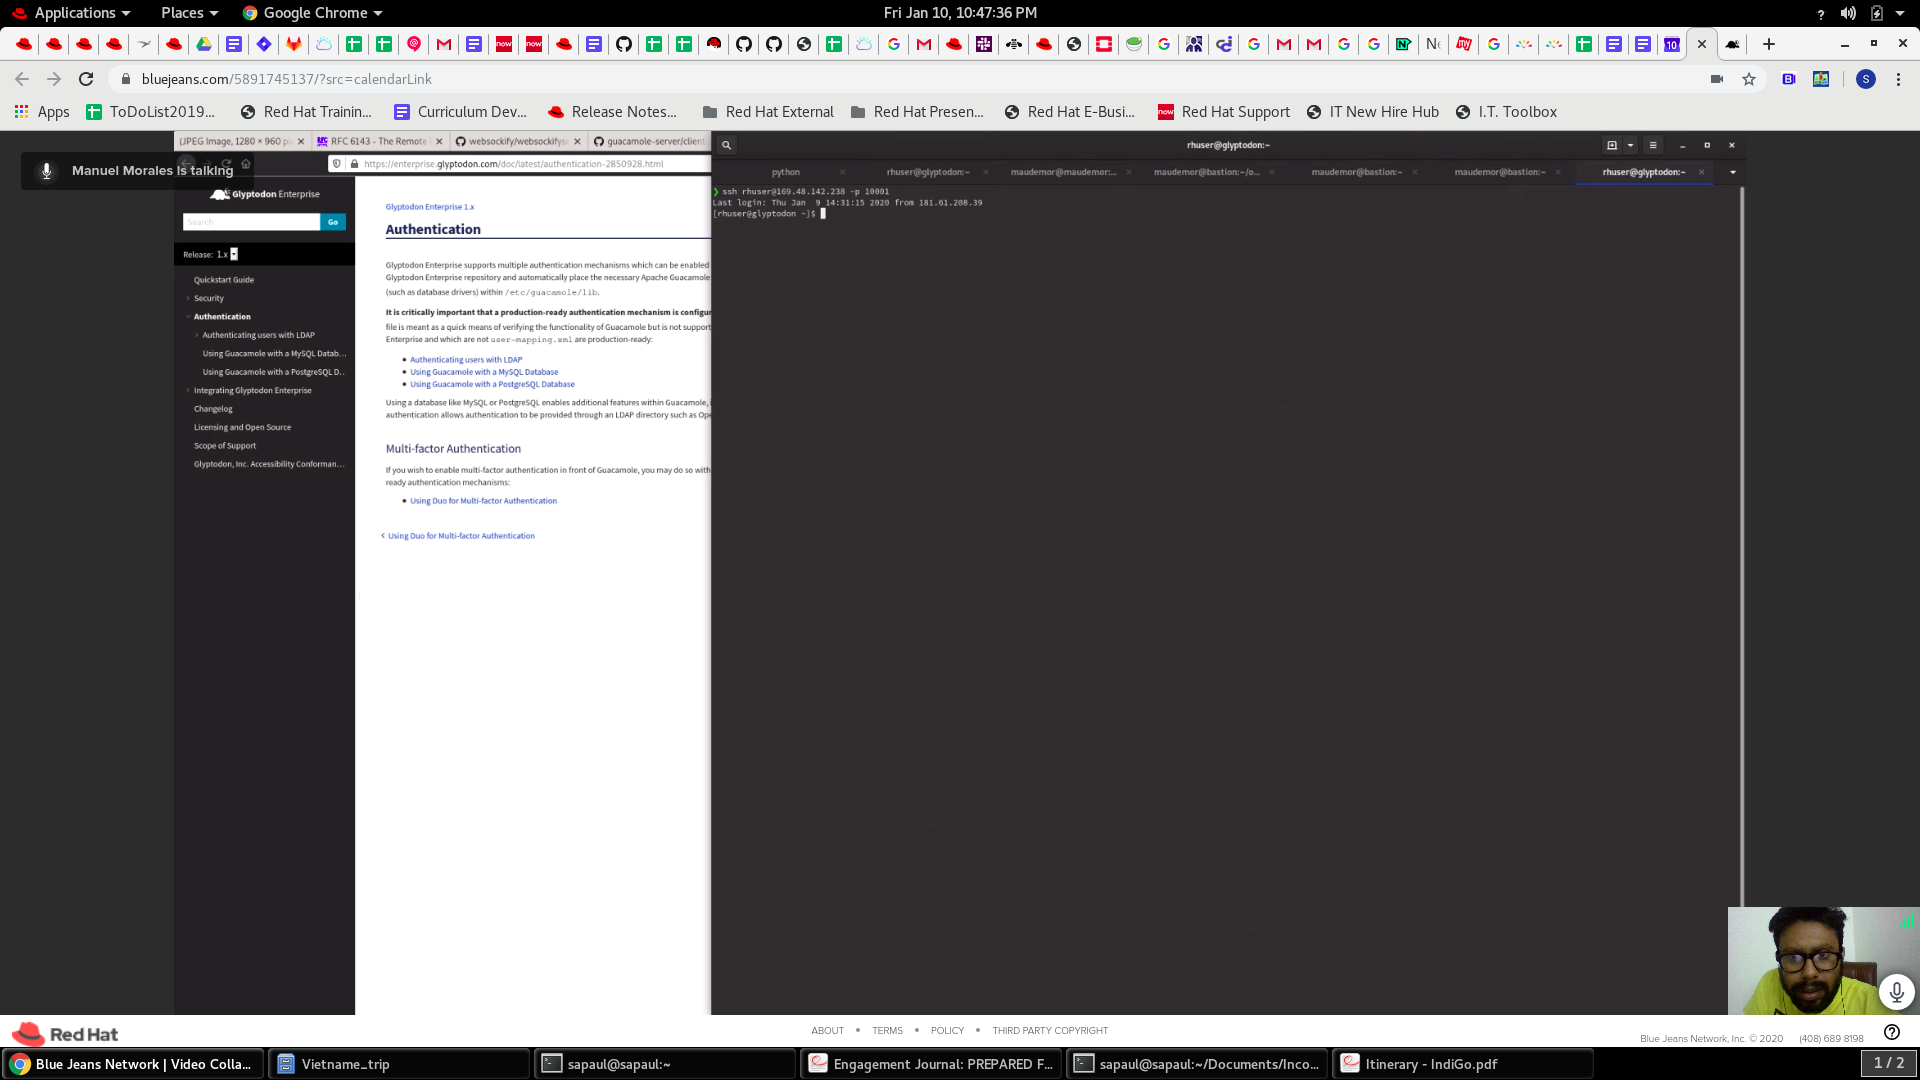 Applications
Places
Google Chrome
Fri Jan 10, 10:47:36 PM
bluejeans.com/5891745137/?src=calendarLink
Apps
ToDoList2019...
Red Hat Trainin...
Curriculum Dev...
Release Notes...
Red Hat External
Red Hat Presen...
Red Hat E-Busi...
Red Hat Support
IT New Hire Hub
I.T. Toolbox
(JPEG Image, 1280 × 960 pi
RFC 6143 - The Remote
websockify/websockifyse
guacamole-server/client.
https://enterprise.glyptodon.com/doc/latest/authentication-2850928.html
Manuel Morales is talking
Glyptodon Enterprise
Search
Go
Release: 1.x
Quickstart Guide
Security
Authentication
Authenticating users with LDAP
Using Guacamole with a MySQL Datab...
Using Guacamole with a PostgreSQL D...
Integrating Glyptodon Enterprise
Changelog
Licensing and Open Source
Scope of Support
Glyptodon, Inc. Accessibility Conforman...
Glyptodon Enterprise 1.x
Authentication
Glyptodon Enterprise supports multiple authentication mechanisms which can be enabled
Glyptodon Enterprise repository and automatically place the necessary Apache Guacamole
(such as database drivers) within /etc/guacamole/lib.
It is critically important that a production-ready authentication mechanism is configur
file is meant as a quick means of verifying the functionality of Guacamole but is not support
Enterprise and which are not user-mapping.xml are production-ready:
• Authenticating users with LDAP
• Using Guacamole with a MySQL Database
• Using Guacamole with a PostgreSQL Database
Using a database like MySQL or PostgreSQL enables additional features within Guacamole,
authentication allows authentication to be provided through an LDAP directory such as Ope
Multi-factor Authentication
If you wish to enable multi-factor authentication in front of Guacamole, you may do so with
ready authentication mechanisms:
• Using Duo for Multi-factor Authentication
< Using Duo for Multi-factor Authentication
rhuser@glyptodon:~
python
rhuser@glyptodon:~
maudemor@maudemor:...
maudemor@bastion:~/o...
maudemor@bastion:~
maudemor@bastion:~
rhuser@glyptodon:~
❯ ssh rhuser@169.48.142.238 -p 10001
Last login: Thu Jan  9 14:31:15 2020 from 181.61.208.39
[rhuser@glyptodon ~]$
Red Hat
ABOUT • TERMS • POLICY • THIRD PARTY COPYRIGHT
Blue Jeans Network, Inc. © 2020
(408) 689 8198
Blue Jeans Network | Video Colla...
Vietname_trip
sapaul@sapaul:~
Engagement Journal: PREPARED F...
sapaul@sapaul:~/Documents/Inco...
Itinerary - IndiGo.pdf
1 / 2